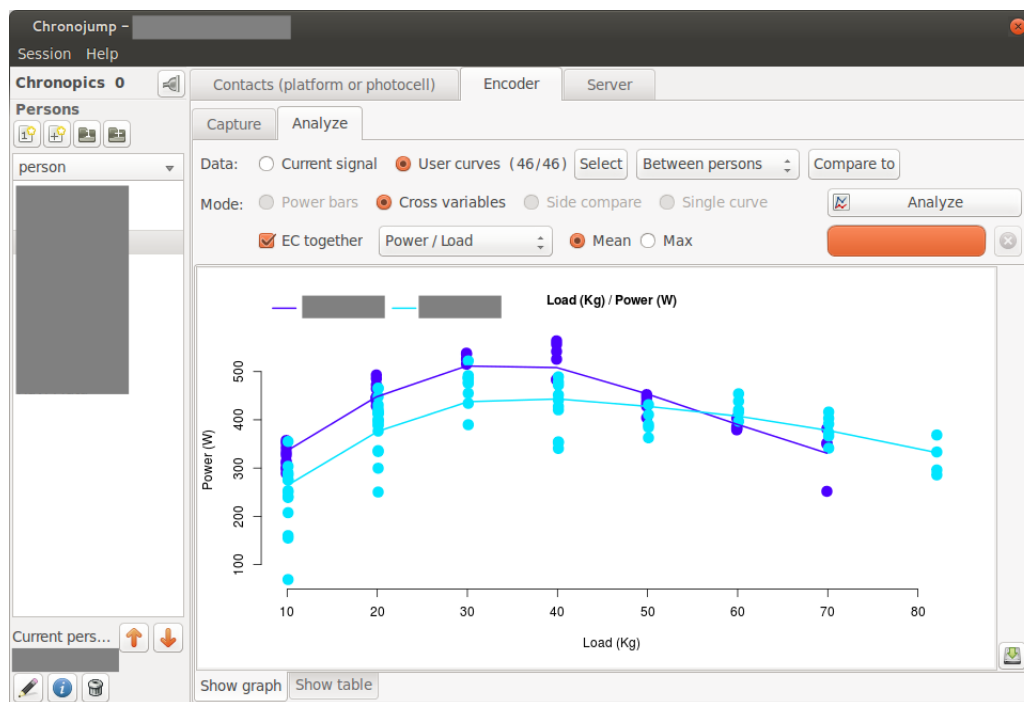 Chronojump –
Session Help
Chronopics 0
Contacts (platform or photocell) Encoder Server
Persons
Capture Analyze
person
Data: Current signal User curves (46/46) Select Between persons Compare to
Mode: Power bars Cross variables Side compare Single curve Analyze
EC together Power / Load Mean Max
Load (Kg) / Power (W)
Power (W)
500
400
300
200
100
10 20 30 40 50 60 70 80
Load (Kg)
Current pers...
Show graph Show table